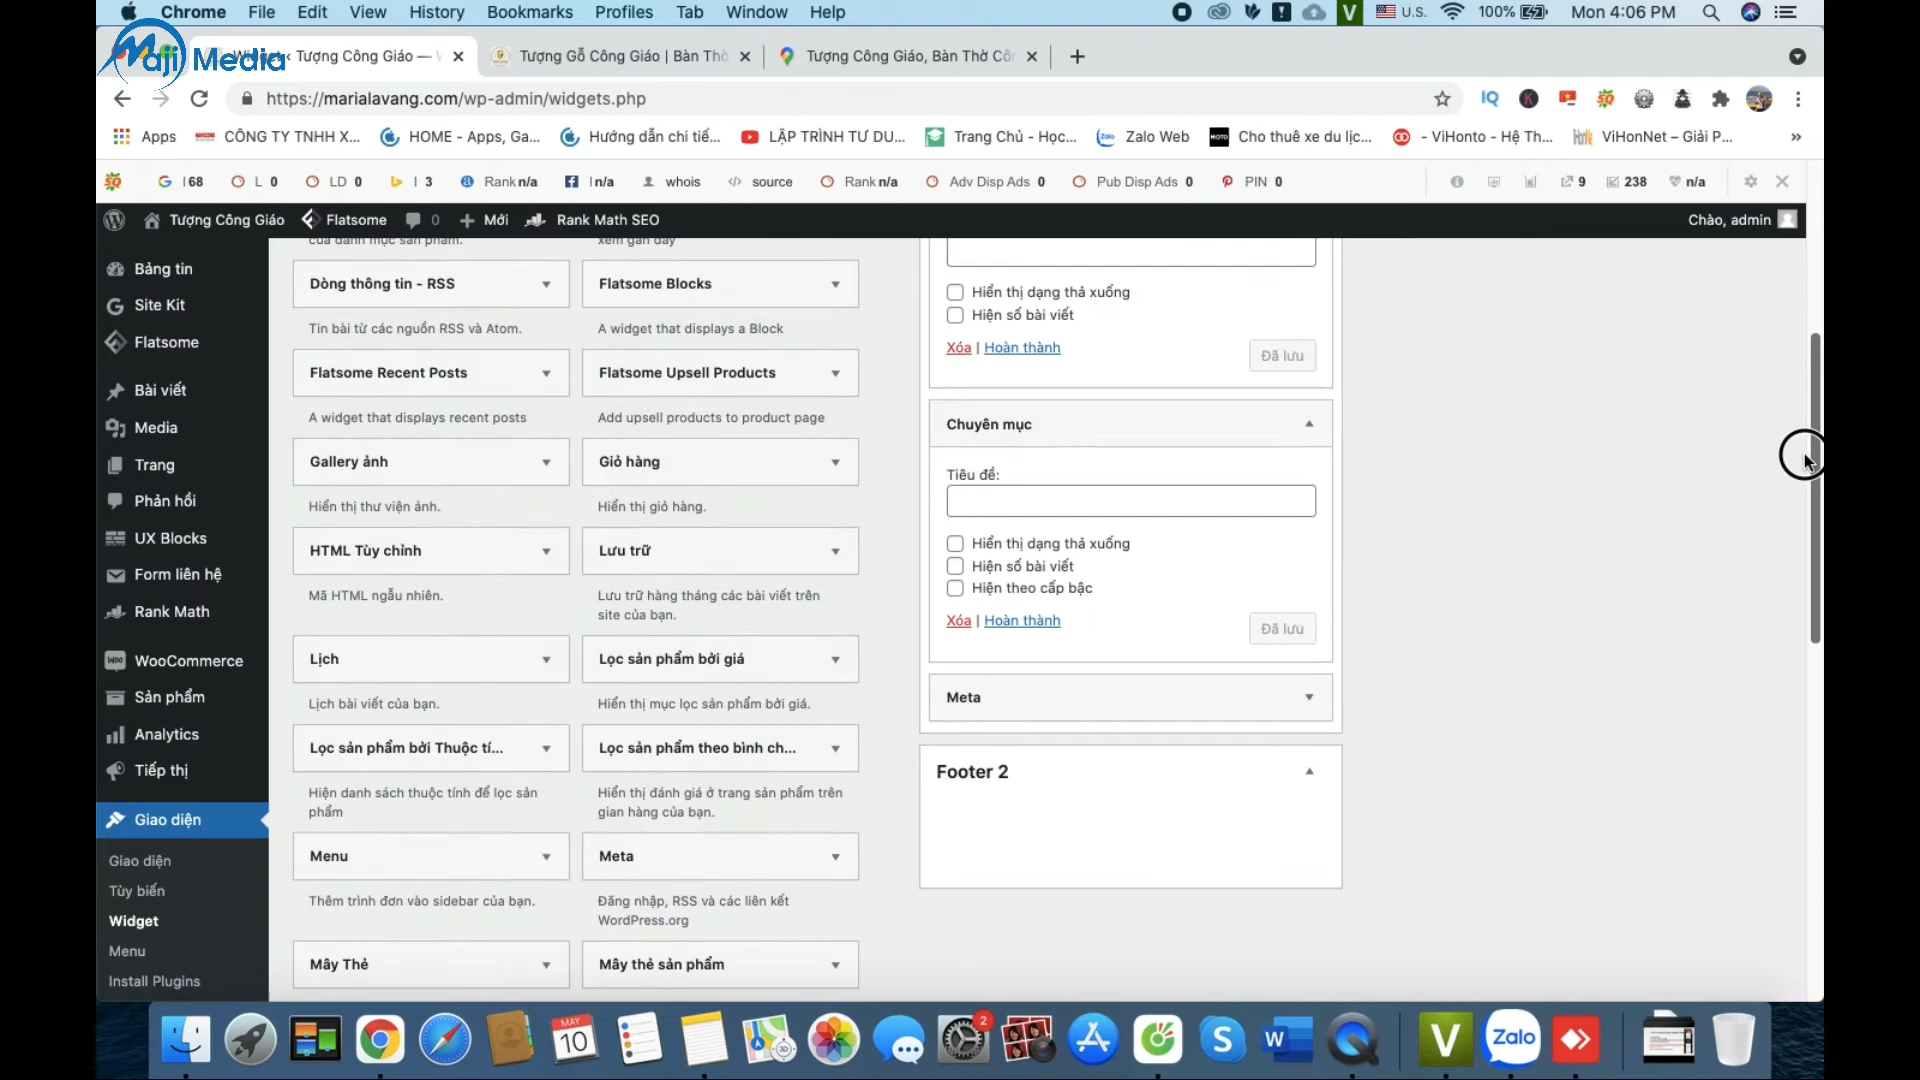 Chrome File Edit View History Bookmarks Profiles Tab Window Help V U.S. 100% Mon 4:06 PM
Maji Media
Widget ‹ Tượng Công Giáo —
Tượng Gỗ Công Giáo | Bàn Thờ
Tượng Công Giáo, Bàn Thờ Côn
https://marialavang.com/wp-admin/widgets.php
Apps CÔNG TY TNHH X... HOME - Apps, Ga... Hướng dẫn chi tiế... LẬP TRÌNH TƯ DU... Trang Chủ - Học... Zalo Web Cho thuê xe du lịc... - ViHonto - Hệ Th... ViHonNet – Giải P... »
I 68 L 0 LD 0 I 3 Rank n/a I n/a whois source Rank n/a Adv Disp Ads 0 Pub Disp Ads 0 PIN 0 9 238 n/a
Tượng Công Giáo Flatsome 0 Mới Rank Math SEO Chào, admin
Bảng tin
Site Kit
Flatsome
Bài viết
Media
Trang
Phản hồi
UX Blocks
Form liên hệ
Rank Math
WooCommerce
Sản phẩm
Analytics
Tiếp thị
Giao diện
Giao diện
Tùy biến
Widget
Menu
Install Plugins
của danh mục sản phẩm.
xem gần đây
Dòng thông tin - RSS
Flatsome Blocks
Tin bài từ các nguồn RSS và Atom.
A widget that displays a Block
Flatsome Recent Posts
Flatsome Upsell Products
A widget that displays recent posts
Add upsell products to product page
Gallery ảnh
Giỏ hàng
Hiển thị thư viện ảnh.
Hiển thị giỏ hàng.
HTML Tùy chỉnh
Lưu trữ
Mã HTML ngẫu nhiên.
Lưu trữ hàng tháng các bài viết trên
site của bạn.
Lịch
Lọc sản phẩm bởi giá
Lịch bài viết của bạn.
Hiển thị mục lọc sản phẩm bởi giá.
Lọc sản phẩm bởi Thuộc tí...
Lọc sản phẩm theo bình ch...
Hiện danh sách thuộc tính để lọc sản
phẩm
Hiển thị đánh giá ở trang sản phẩm trên
gian hàng của bạn.
Menu
Meta
Thêm trình đơn vào sidebar của bạn.
Đăng nhập, RSS và các liên kết
WordPress.org
Mây Thẻ
Mây thẻ sản phẩm
Hiển thị dạng thả xuống
Hiện số bài viết
Xóa | Hoàn thành
Đã lưu
Chuyên mục
Tiêu đề:
Hiển thị dạng thả xuống
Hiện số bài viết
Hiện theo cấp bậc
Xóa | Hoàn thành
Đã lưu
Meta
Footer 2
MAY
10
2
V
Zalo